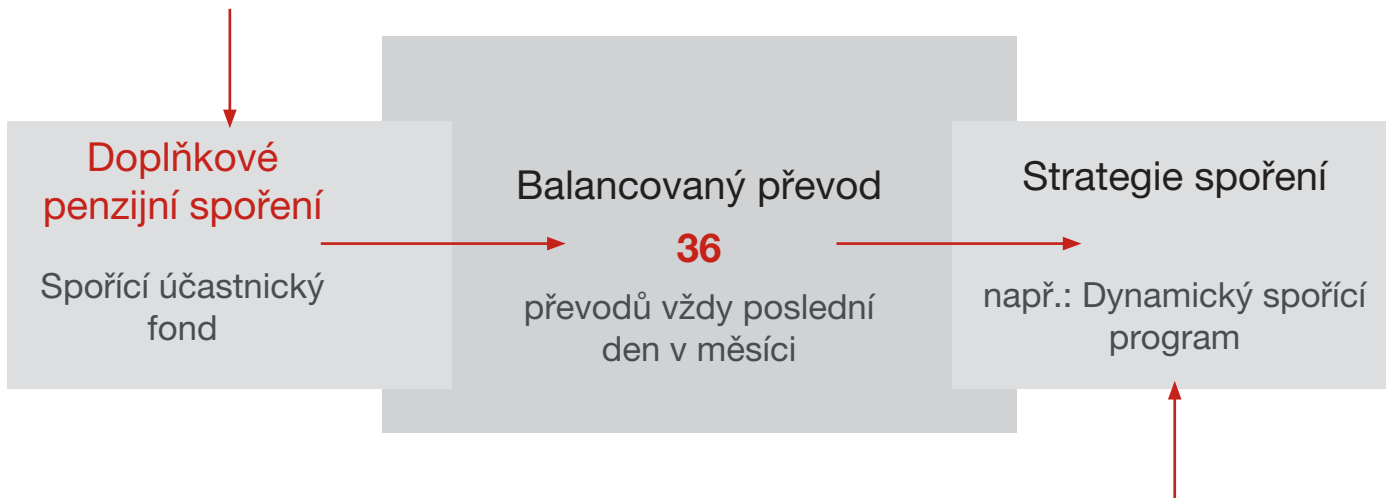 Doplňkové
penzijní spoření
Spořící účastnický
fond
Balancovaný převod
36
převodů vždy poslední
den v měsíci
Strategie spoření
např.: Dynamický spořící
program